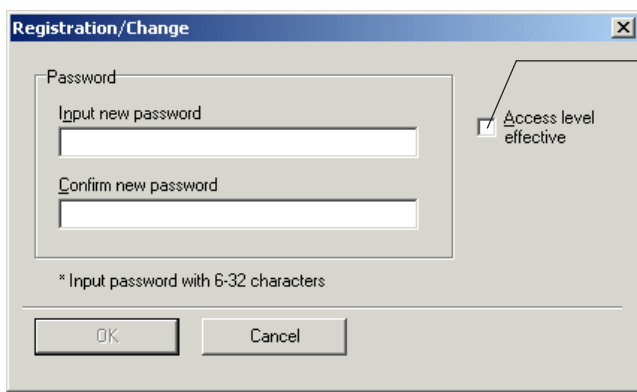 Registration/Change
Password
Input new password
Confirm new password
Access level
effective
* Input password with 6-32 characters
OK
Cancel